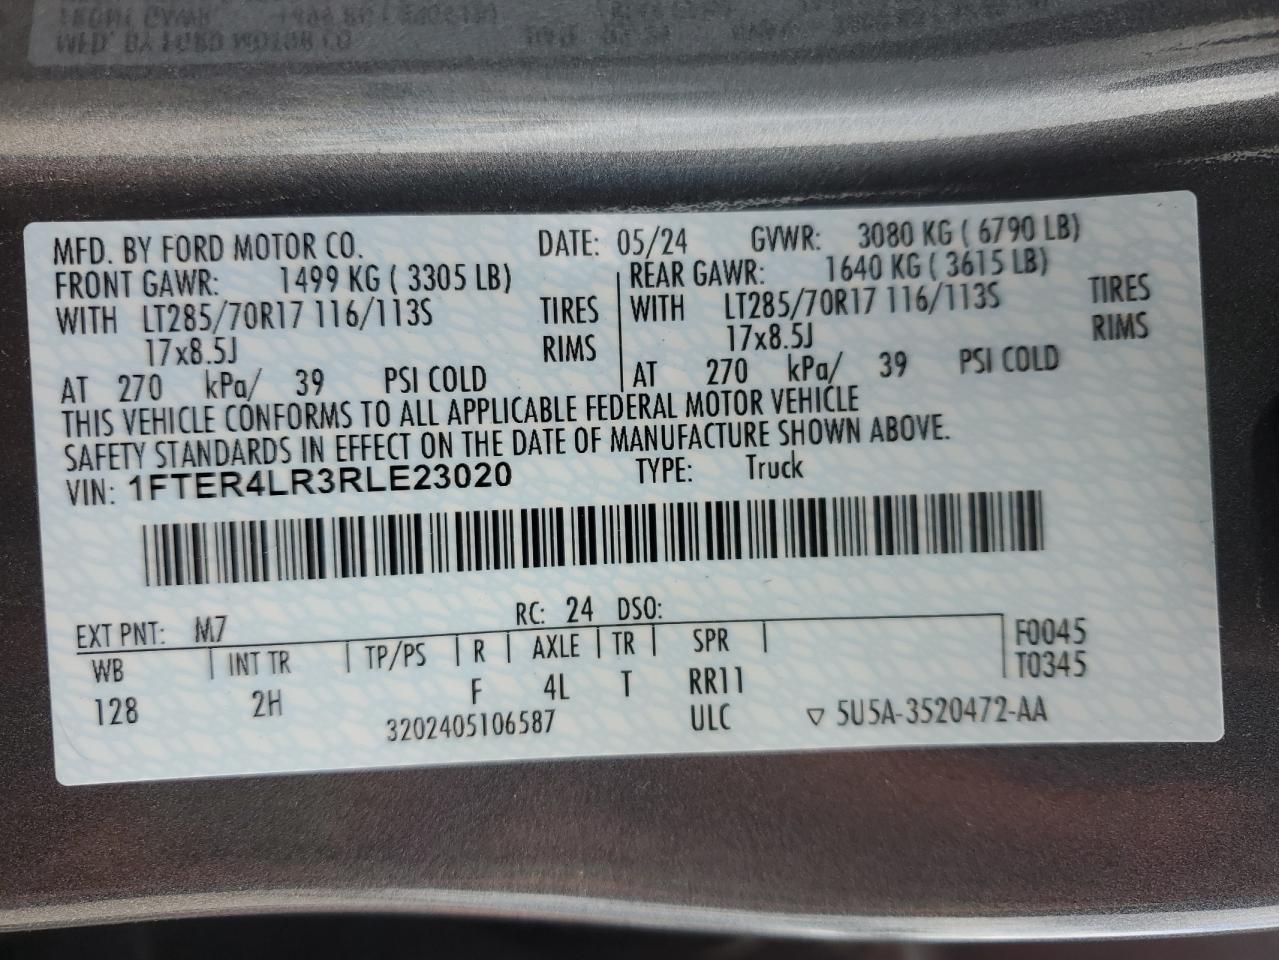 MFD. BY FORD MOTOR CO. DATE: 05/24 GVWR: 3080 KG ( 6790 LB)
FRONT GAWR: 1499 KG ( 3305 LB) REAR GAWR: 1640 KG ( 3615 LB)
WITH LT285/70R17 116/113S TIRES WITH LT285/70R17 116/113S TIRES
17x8.5J RIMS 17x8.5J RIMS
AT 270 kPa/ 39 PSI COLD AT 270 kPa/ 39 PSI COLD
THIS VEHICLE CONFORMS TO ALL APPLICABLE FEDERAL MOTOR VEHICLE
SAFETY STANDARDS IN EFFECT ON THE DATE OF MANUFACTURE SHOWN ABOVE.
VIN: 1FTER4LR3RLE23020 TYPE: Truck
EXT PNT: M7 RC: 24 DSO:
WB INT TR TP/PS R AXLE TR SPR F0045
128 2H F 4L T RR11 T0345
3202405106587 ULC ▽ 5U5A-3520472-AA